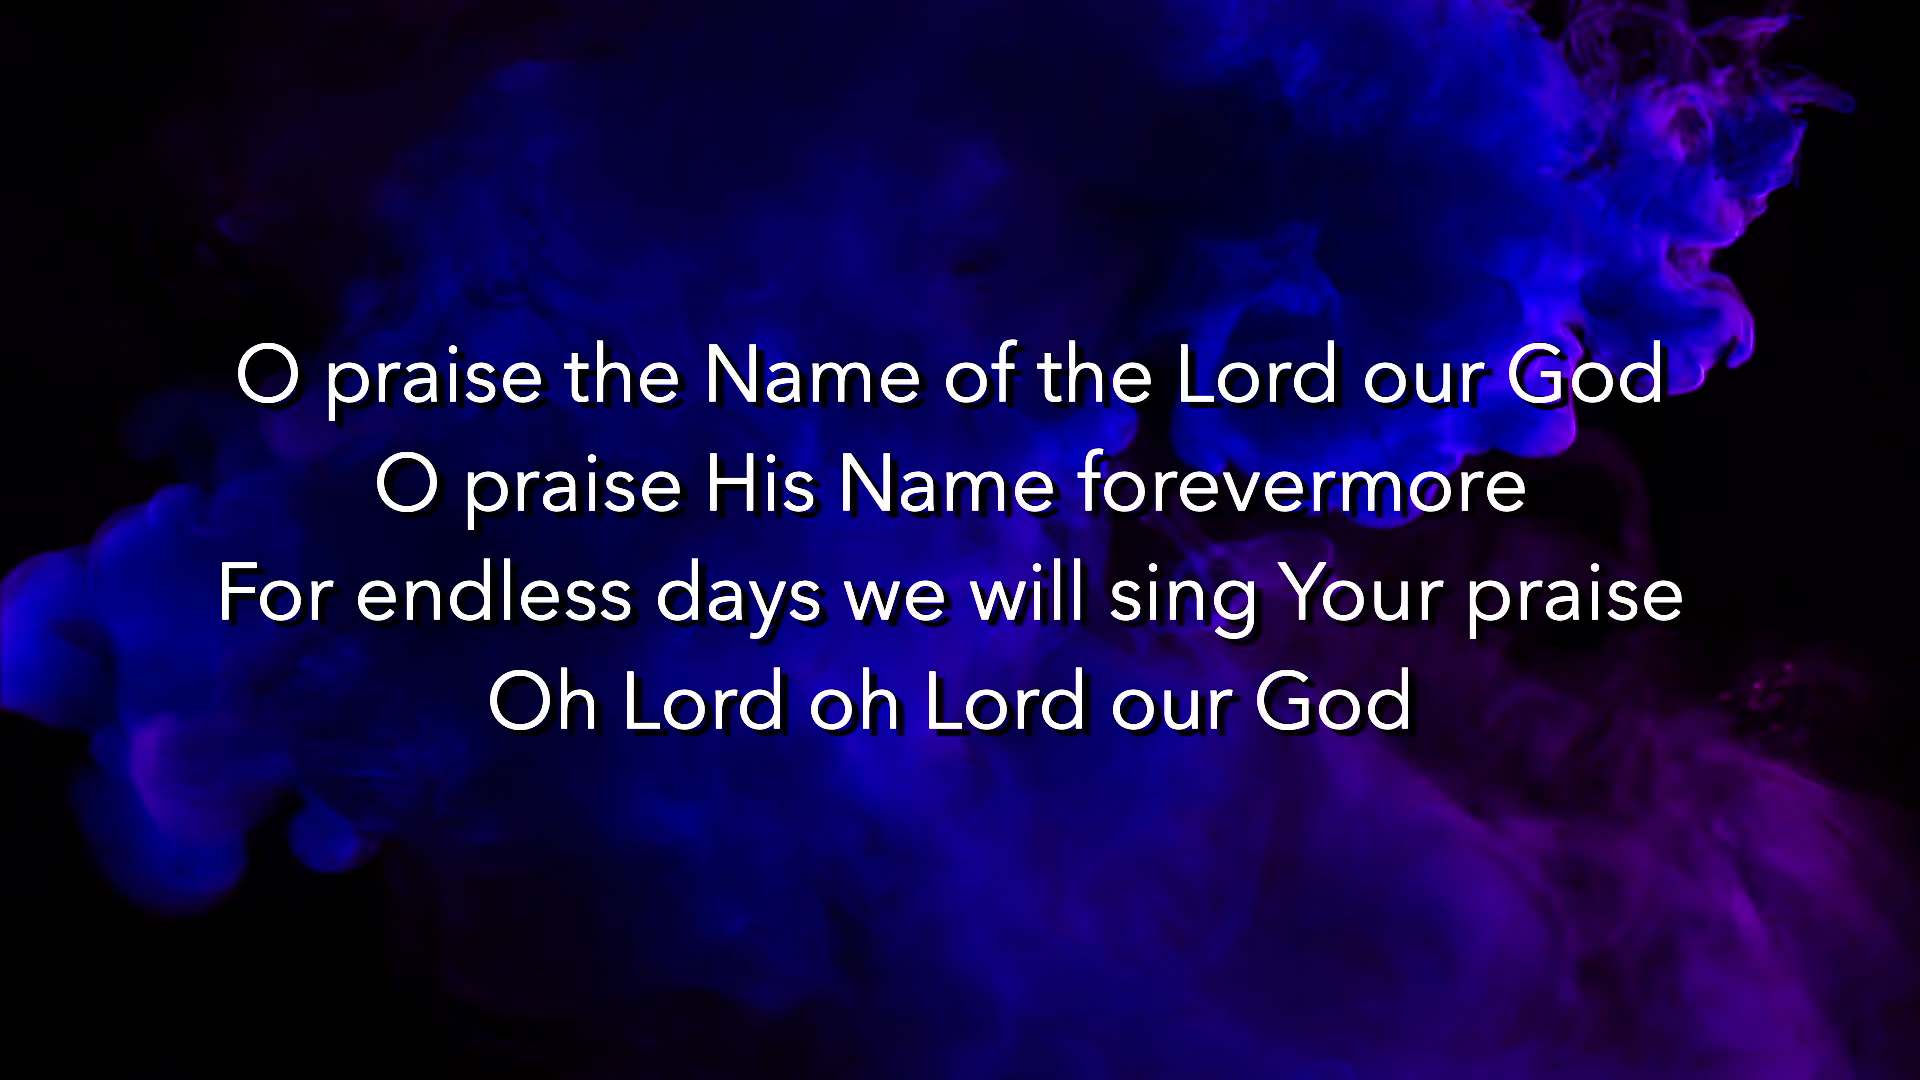 O praise the Name of the Lord our God
O praise His Name forevermore
For endless days we will sing Your praise
Oh Lord oh Lord our God